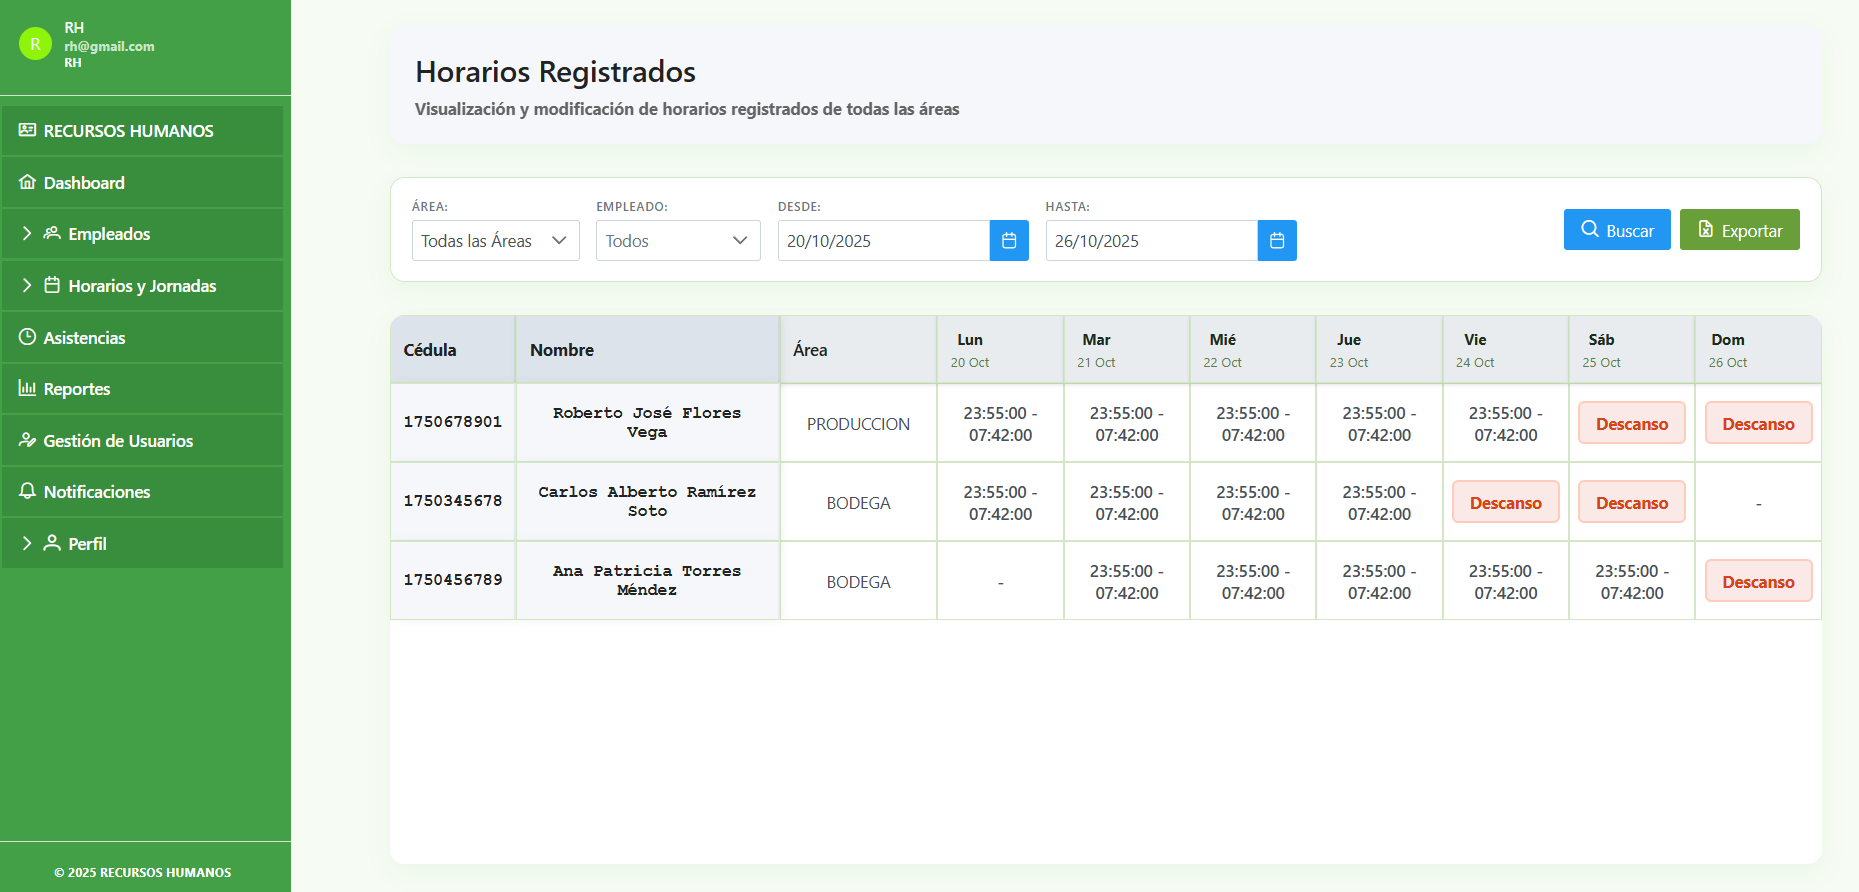 R
RH
rh@gmail.com
RH
RECURSOS HUMANOS
Dashboard
Empleados
Horarios y Jornadas
Asistencias
Reportes
Gestión de Usuarios
Notificaciones
Perfil
© 2025 RECURSOS HUMANOS
Horarios Registrados
Visualización y modificación de horarios registrados de todas las áreas
ÁREA: EMPLEADO: DESDE: HASTA:
Todas las Áreas Todos 20/10/2025 26/10/2025 Buscar Exportar
Cédula Nombre Área Lun Mar Mié Jue Vie Sáb Dom
20 Oct 21 Oct 22 Oct 23 Oct 24 Oct 25 Oct 26 Oct
1750678901 Roberto José Flores PRODUCCION 23:55:00 - 23:55:00 - 23:55:00 - 23:55:00 - 23:55:00 - Descanso Descanso
Vega 07:42:00 07:42:00 07:42:00 07:42:00 07:42:00
1750345678 Carlos Alberto Ramírez BODEGA 23:55:00 - 23:55:00 - 23:55:00 - 23:55:00 - Descanso Descanso -
Soto 07:42:00 07:42:00 07:42:00 07:42:00
1750456789 Ana Patricia Torres BODEGA - 23:55:00 - 23:55:00 - 23:55:00 - 23:55:00 - 23:55:00 - Descanso
Méndez 07:42:00 07:42:00 07:42:00 07:42:00 07:42:00